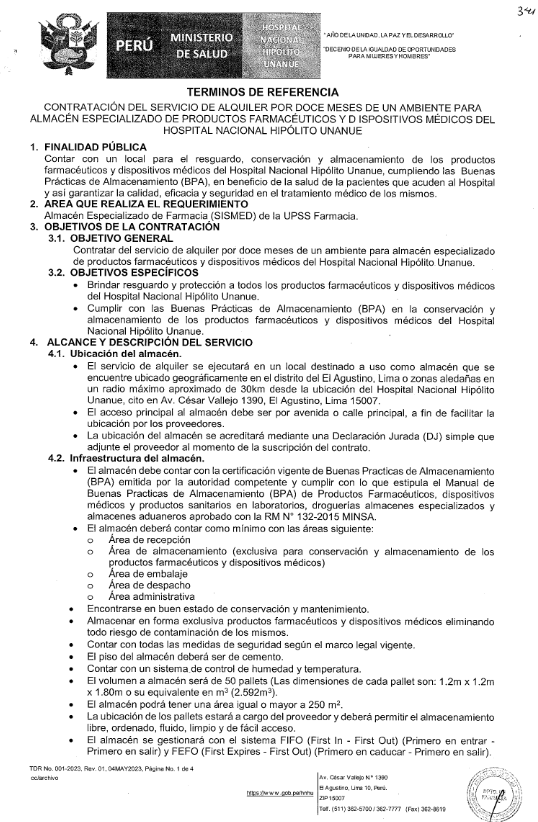 341
PERÚ
MINISTERIO
DE SALUD
HOSPITAL
NACIONAL
HIPÓLITO
UNANUE
"AÑO DE LA UNIDAD, LA PAZ Y EL DESARROLLO"
"DECENIO DE LA IGUALDAD DE OPORTUNIDADES
PARA MUJERES Y HOMBRES"
TERMINOS DE REFERENCIA
CONTRATACIÓN DEL SERVICIO DE ALQUILER POR DOCE MESES DE UN AMBIENTE PARA
ALMACÉN ESPECIALIZADO DE PRODUCTOS FARMACÉUTICOS Y D ISPOSITIVOS MÉDICOS DEL
HOSPITAL NACIONAL HIPÓLITO UNANUE
1. FINALIDAD PÚBLICA
Contar con un local para el resguardo, conservación y almacenamiento de los productos
farmacéuticos y dispositivos médicos del Hospital Nacional Hipólito Unanue, cumpliendo las Buenas
Prácticas de Almacenamiento (BPA), en beneficio de la salud de la pacientes que acuden al Hospital
y así garantizar la calidad, eficacia y seguridad en el tratamiento médico de los mismos.
2. AREA QUE REALIZA EL REQUERIMIENTO
Almacén Especializado de Farmacia (SISMED) de la UPSS Farmacia.
3. OBJETIVOS DE LA CONTRATACIÓN
3.1. OBJETIVO GENERAL
Contratar del servicio de alquiler por doce meses de un ambiente para almacén especializado
de productos farmacéuticos y dispositivos médicos del Hospital Nacional Hipólito Unanue.
3.2. OBJETIVOS ESPECÍFICOS
• Brindar resguardo y protección a todos los productos farmacéuticos y dispositivos médicos
del Hospital Nacional Hipólito Unanue.
• Cumplir con las Buenas Prácticas de Almacenamiento (BPA) en la conservación y
almacenamiento de los productos farmacéuticos y dispositivos médicos del Hospital
Nacional Hipólito Unanue.
4. ALCANCE Y DESCRIPCIÓN DEL SERVICIO
4.1. Ubicación del almacén.
• El servicio de alquiler se ejecutará en un local destinado a uso como almacén que se
encuentre ubicado geográficamente en el distrito del El Agustino, Lima o zonas aledañas en
un radio máximo aproximado de 30km desde la ubicación del Hospital Nacional Hipólito
Unanue, cito en Av. César Vallejo 1390, El Agustino, Lima 15007.
• El acceso principal al almacén debe ser por avenida o calle principal, a fin de facilitar la
ubicación por los proveedores.
• La ubicación del almacén se acreditará mediante una Declaración Jurada (DJ) simple que
adjunte el proveedor al momento de la suscripción del contrato.
4.2. Infraestructura del almacén.
• El almacén debe contar con la certificación vigente de Buenas Practicas de Almacenamiento
(BPA) emitida por la autoridad competente y cumplir con lo que estipula el Manual de
Buenas Practicas de Almacenamiento (BPA) de Productos Farmacéuticos, dispositivos
médicos y productos sanitarios en laboratorios, droguerías almacenes especializados y
almacenes aduaneros aprobado con la RM N° 132-2015 MINSA.
• El almacén deberá contar como mínimo con las áreas siguiente:
o Área de recepción
o Área de almacenamiento (exclusiva para conservación y almacenamiento de los
productos farmacéuticos y dispositivos médicos)
o Área de embalaje
o Área de despacho
o Área administrativa
• Encontrarse en buen estado de conservación y mantenimiento.
• Almacenar en forma exclusiva productos farmacéuticos y dispositivos médicos eliminando
todo riesgo de contaminación de los mismos.
• Contar con todas las medidas de seguridad según el marco legal vigente.
• El piso del almacén deberá ser de cemento.
• Contar con un sistema de control de humedad y temperatura.
• El volumen a almacén será de 50 pallets (Las dimensiones de cada pallet son: 1.2m x 1.2m
x 1.80m o su equivalente en m³ (2.592m³).
• El almacén podrá tener una área igual o mayor a 250 m².
• La ubicación de los pallets estará a cargo del proveedor y deberá permitir el almacenamiento
libre, ordenado, fluido, limpio y de fácil acceso.
• El almacén se gestionará con el sistema FIFO (First In - First Out) (Primero en entrar -
Primero en salir) y FEFO (First Expires - First Out) (Primero en caducar - Primero en salir).
TDR No. 001-2023, Rev. 01, 04MAY2023, Página No. 1 de 4
cc/archivo
https://www.gob.pe/hnhu
Av. César Vallejo N° 1390
El Agustino, Lima 10, Perú.
ZIP 15007
Telf. (511) 362-5700 / 362-7777 (Fax) 362-8619